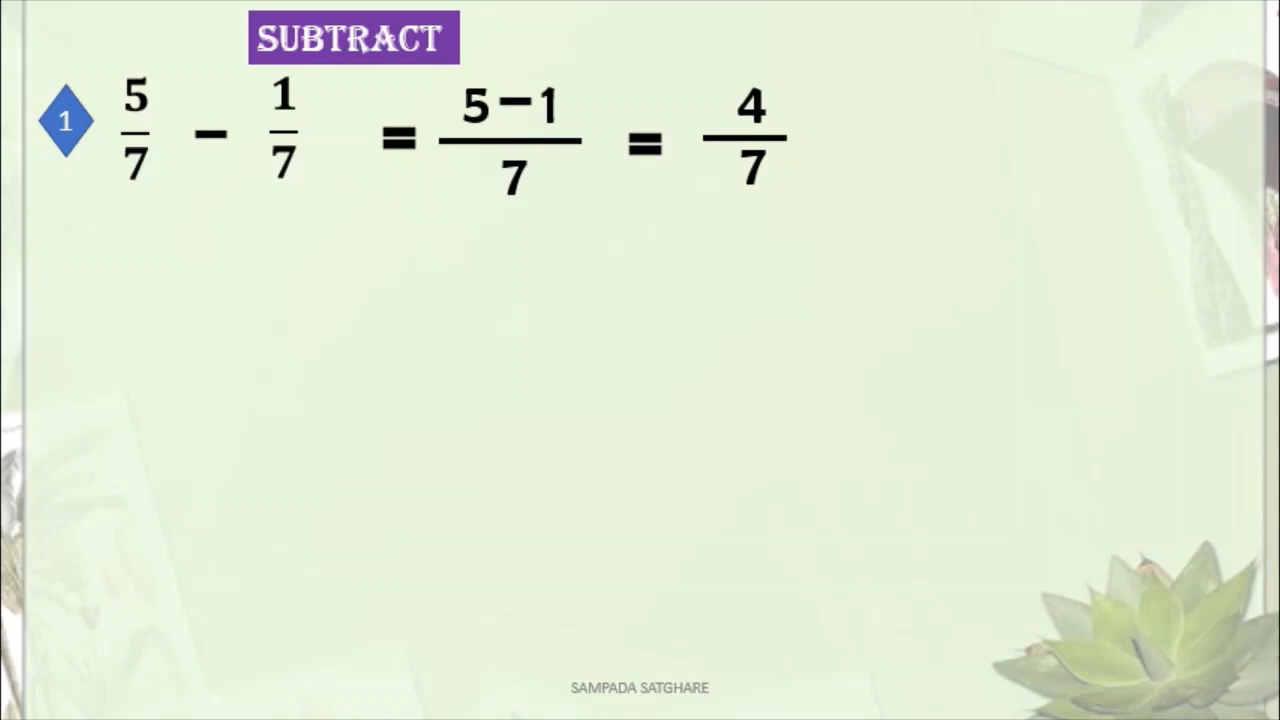 SUBTRACT
1 5/7 - 1/7 = 5-1/7 = 4/7
SAMPADA SATGHARE